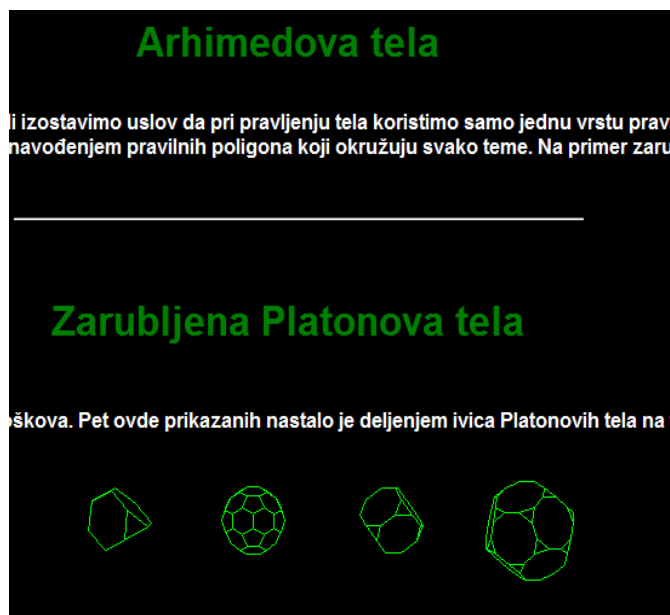 Arhimedova tela
li izostavimo uslov da pri pravljenju tela koristimo samo jednu vrstu prav
navođenjem pravilnih poligona koji okružuju svako teme. Na primer zaru
Zarubljena Platonova tela
oškova. Pet ovde prikazanih nastalo je deljenjem ivica Platonovih tela na